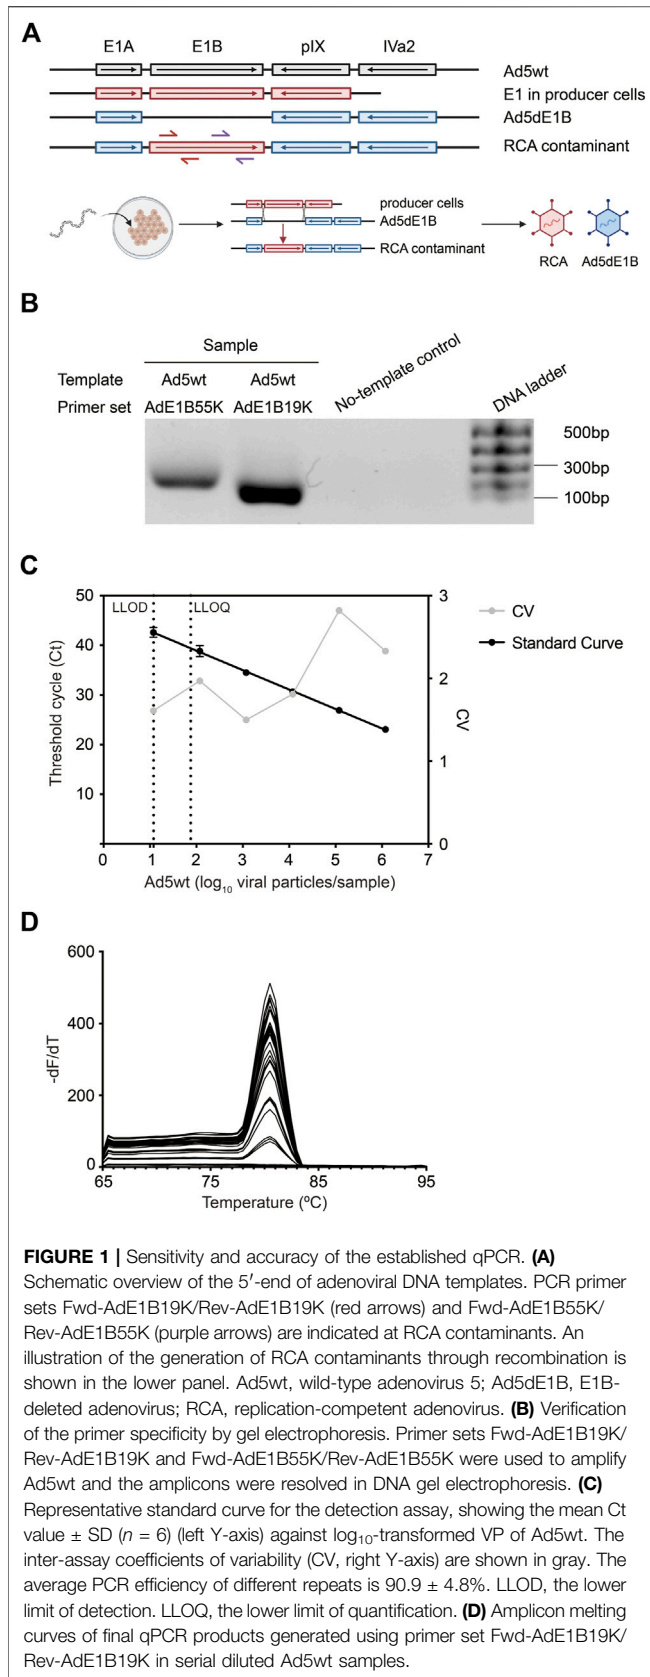 A
E1A E1B pIX IVa2
Ad5wt
E1 in producer cells
Ad5dE1B
RCA contaminant
producer cells
Ad5dE1B
RCA contaminant
RCA Ad5dE1B
B
Sample
Template Ad5wt Ad5wt No-template control DNA ladder
Primer set AdE1B55K AdE1B19K
500bp
300bp
100bp
C
50 3
LLOD LLOQ
CV
Standard Curve
40
2
30
20
1
10
0
Threshold cycle (Ct)
CV
0 1 2 3 4 5 6 7
Ad5wt (log10 viral particles/sample)
D
600
400
200
0
-dF/dT
65 75 85 95
Temperature (ºC)
FIGURE 1 | Sensitivity and accuracy of the established qPCR. (A)
Schematic overview of the 5′-end of adenoviral DNA templates. PCR primer
sets Fwd-AdE1B19K/Rev-AdE1B19K (red arrows) and Fwd-AdE1B55K/
Rev-AdE1B55K (purple arrows) are indicated at RCA contaminants. An
illustration of the generation of RCA contaminants through recombination is
shown in the lower panel. Ad5wt, wild-type adenovirus 5; Ad5dE1B, E1B-
deleted adenovirus; RCA, replication-competent adenovirus. (B) Verification
of the primer specificity by gel electrophoresis. Primer sets Fwd-AdE1B19K/
Rev-AdE1B19K and Fwd-AdE1B55K/Rev-AdE1B55K were used to amplify
Ad5wt and the amplicons were resolved in DNA gel electrophoresis. (C)
Representative standard curve for the detection assay, showing the mean Ct
value ± SD (n = 6) (left Y-axis) against log10-transformed VP of Ad5wt. The
inter-assay coefficients of variability (CV, right Y-axis) are shown in gray. The
average PCR efficiency of different repeats is 90.9 ± 4.8%. LLOD, the lower
limit of detection. LLOQ, the lower limit of quantification. (D) Amplicon melting
curves of final qPCR products generated using primer set Fwd-AdE1B19K/
Rev-AdE1B19K in serial diluted Ad5wt samples.